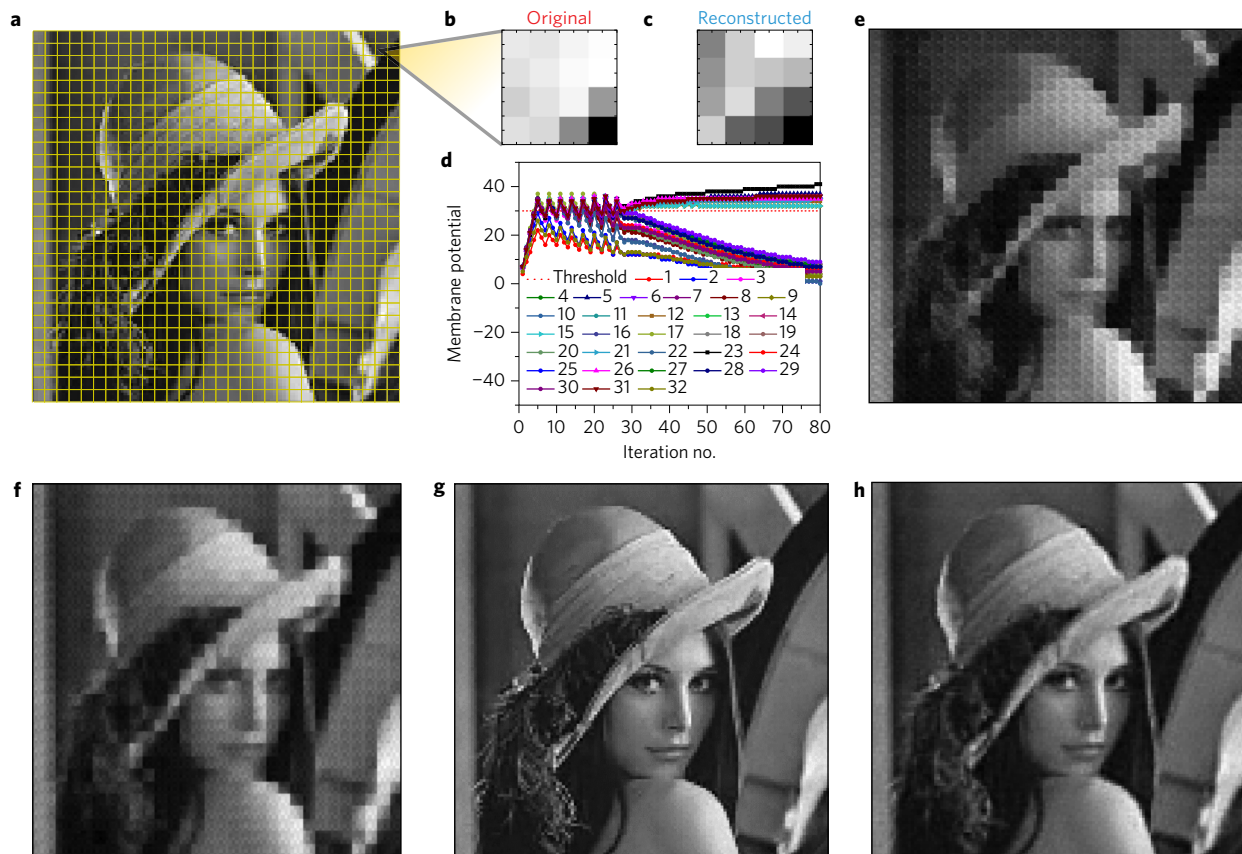 a
b
Original
c
Reconstructed
e
d
Membrane potential
40
20
0
−20
−40
Threshold 1 2 3
4 5 6 7 8 9
10 11 12 13 14
15 16 17 18 19
20 21 22 23 24
25 26 27 28 29
30 31 32
0 10 20 30 40 50 60 70 80
Iteration no.
f
g
h